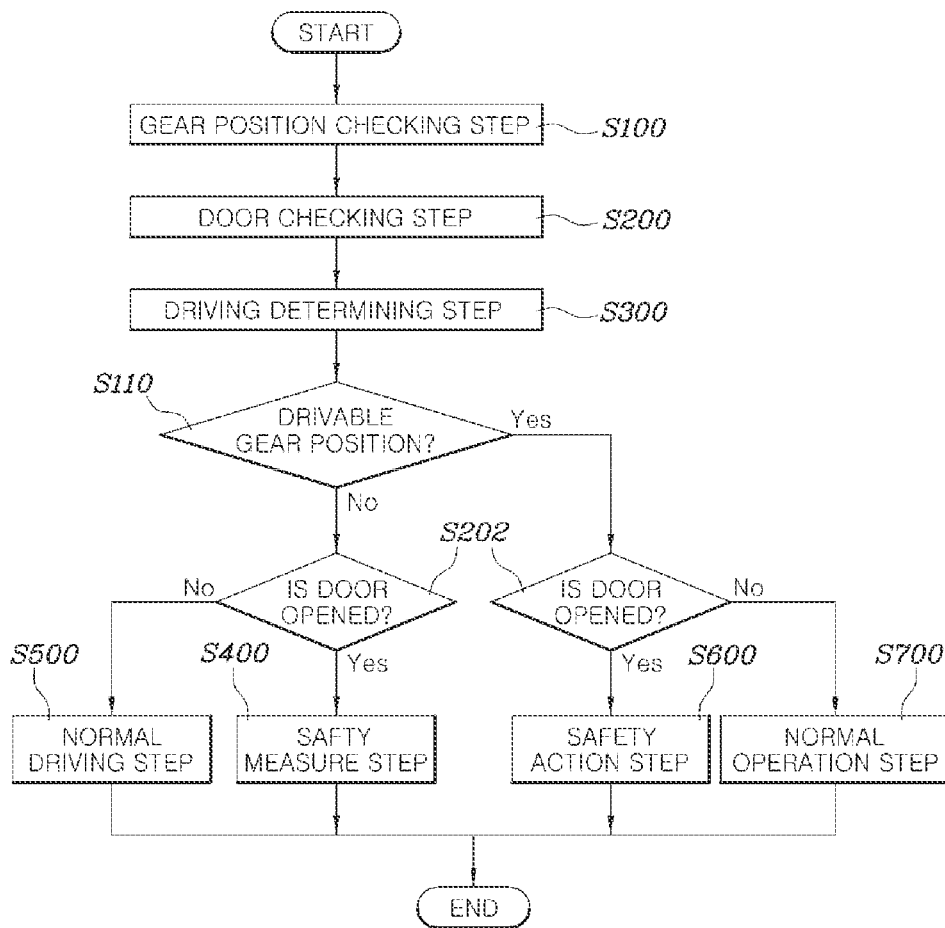 START
GEAR POSITION CHECKING STEP
S100
DOOR CHECKING STEP
S200
DRIVING DETERMINING STEP
S300
S110
DRIVABLE
GEAR POSITION?
Yes
No
S202
No
IS DOOR
OPENED?
IS DOOR
OPENED?
No
S500
S400
Yes
Yes
S600
S700
NORMAL
DRIVING STEP
SAFTY
MEASURE STEP
SAFETY
ACTION STEP
NORMAL
OPERATION STEP
END